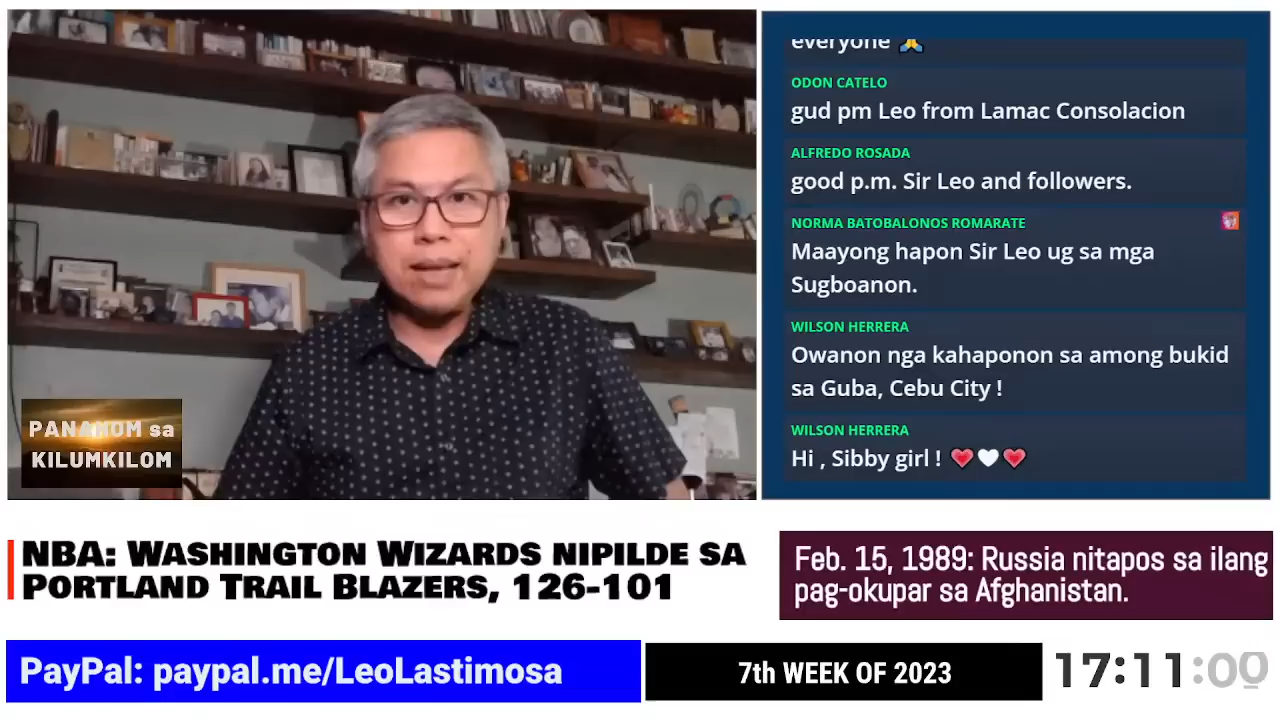 everyone 🙏
ODON CATELO
gud pm Leo from Lamac Consolacion
ALFREDO ROSADA
good p.m. Sir Leo and followers.
NORMA BATOBALONOS ROMARATE
Maayong hapon Sir Leo ug sa mga
Sugboanon.
WILSON HERRERA
Owanon nga kahaponon sa among bukid
sa Guba, Cebu City !
WILSON HERRERA
Hi , Sibby girl ! ❤️🤍❤️
PANAHOM sa
KILUMKILOM
NBA: WASHINGTON WIZARDS NIPILDE SA
PORTLAND TRAIL BLAZERS, 126-101
Feb. 15, 1989: Russia nitapos sa ilang
pag-okupar sa Afghanistan.
PayPal: paypal.me/LeoLastimosa
7th WEEK OF 2023
17:11:00